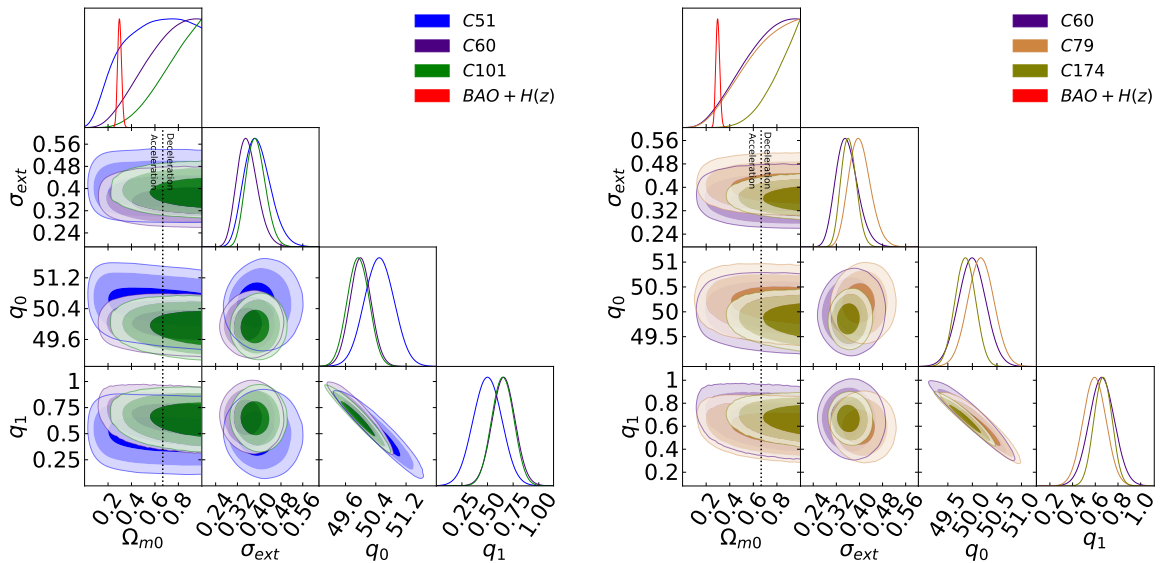 C51
C60
C101
BAO + H(z)
Deceleration
Acceleration
0.56
0.48
0.40
0.32
0.24
σext
51.2
50.4
49.6
q0
1
0.75
0.50
0.25
q1
0.2 0.4 0.6 0.8
0.24 0.32 0.40 0.48 0.56
49.6 50.4 51.2
0.25 0.50 0.75 1.00
Ωm0 σext q0 q1
C60
C79
C174
BAO + H(z)
Deceleration
Acceleration
0.56
0.48
0.40
0.32
0.24
σext
51
50
49.5
q0
1
0.8
0.6
0.4
0.2
q1
0.2 0.4 0.6 0.8
0.24 0.32 0.40 0.48 0.56
49.5 50.0 50.5 51.0
0.2 0.4 0.6 0.8 1.0
Ωm0 σext q0 q1